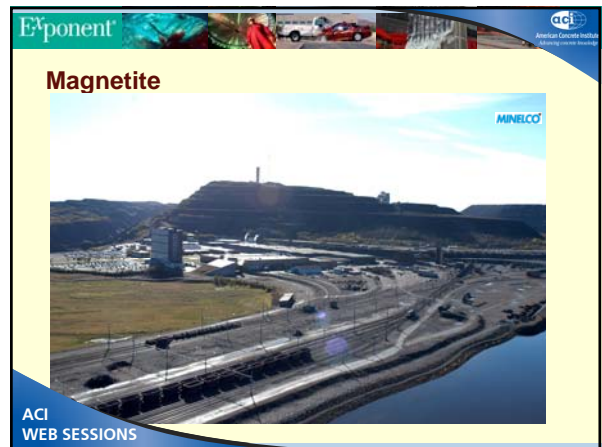 Exponent
aci
American Concrete Institute
Advancing concrete knowledge
Magnetite
MINELCO
ACI
WEB SESSIONS